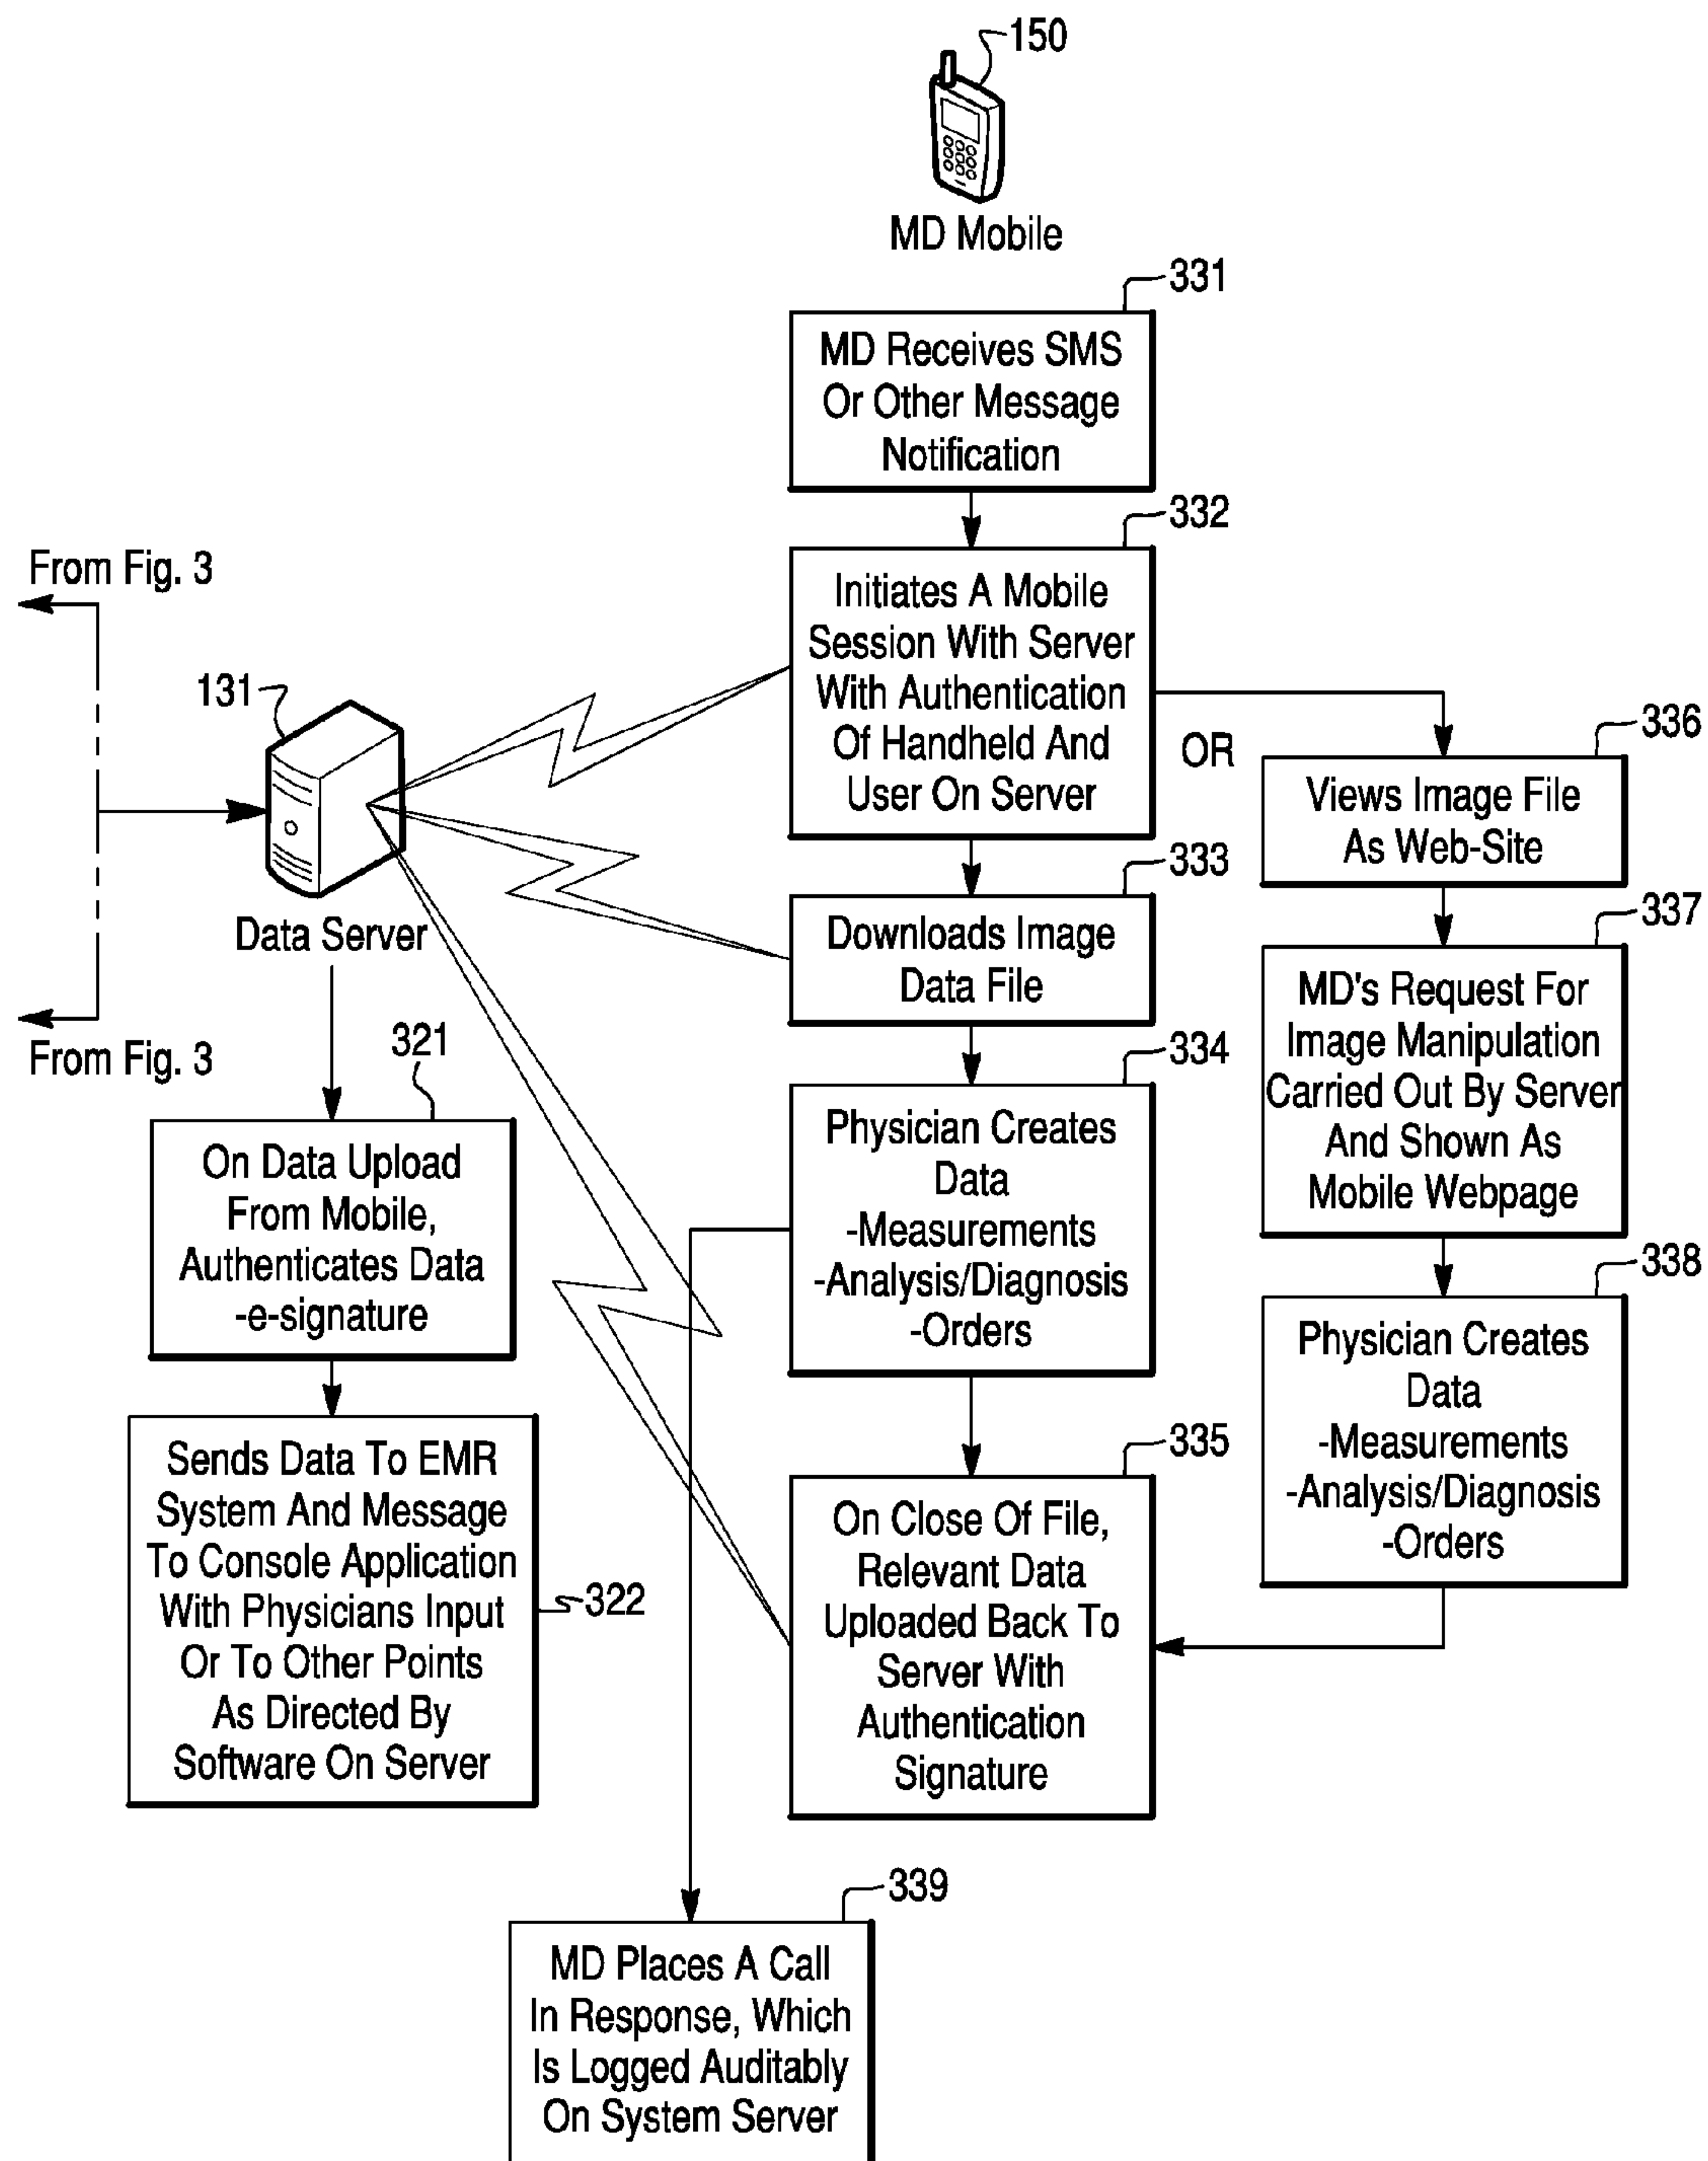 150
MD Mobile
331
MD Receives SMS
Or Other Message
Notification
332
Initiates A Mobile
Session With Server
With Authentication
Of Handheld And
User On Server
From Fig. 3
131
Data Server
From Fig. 3
OR
336
Views Image File
As Web-Site
333
Downloads Image
Data File
337
MD's Request For
Image Manipulation
Carried Out By Server
And Shown As
Mobile Webpage
321
On Data Upload
From Mobile,
Authenticates Data
-e-signature
334
Physician Creates
Data
-Measurements
-Analysis/Diagnosis
-Orders
338
Physician Creates
Data
-Measurements
-Analysis/Diagnosis
-Orders
322
Sends Data To EMR
System And Message
To Console Application
With Physicians Input
Or To Other Points
As Directed By
Software On Server
335
On Close Of File,
Relevant Data
Uploaded Back To
Server With
Authentication
Signature
339
MD Places A Call
In Response, Which
Is Logged Auditably
On System Server